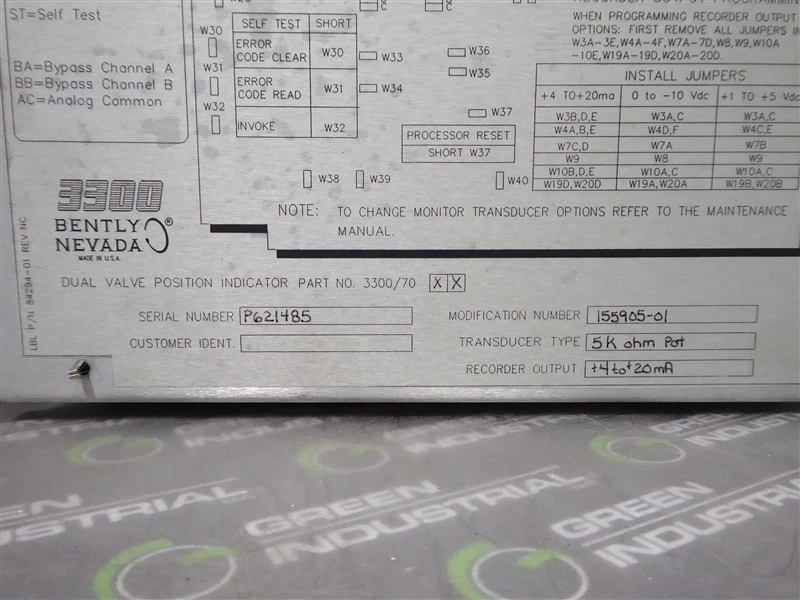 ST=Self Test
BA=Bypass Channel A
BB=Bypass Channel B
AC=Analog Common
W30
W31
W32
SELF TEST SHORT
ERROR CODE CLEAR W30
ERROR CODE READ W31
INVOKE W32
C
C
W33
W34
W36
W35
W37
PROCESSOR RESET
SHORT W37
W38
W39
W40
WHEN PROGRAMMING RECORDER OUTPUT
OPTIONS: FIRST REMOVE ALL JUMPERS IN
W3A-3E,W4A-4F,W7A-7D,W8,W9,W10A
-10E,W19A-19D,W20A-20D.
INSTALL JUMPERS
+4 TO+20ma 0 to -10 Vdc +1 TO +5 Vdc
W3B,D,E W3A,C W3A,C
W4A,B,E W4D,F W4C,E
W7C,D W7A W7B
W9 W8 W9
W10B,D,E W10A,C W10A,C
W19D,W20D W19A,W20A W19B,W20B
NOTE: TO CHANGE MONITOR TRANSDUCER OPTIONS REFER TO THE MAINTENANCE
MANUAL.
3300
BENTLY
NEVADA ®
MADE IN U.S.A.
LBL P/N 84294-01 REV NC
DUAL VALVE POSITION INDICATOR PART NO. 3300/70 X X
SERIAL NUMBER P621485
CUSTOMER IDENT.
MODIFICATION NUMBER 155905-01
TRANSDUCER TYPE 5K ohm Pot
RECORDER OUTPUT +4 to +20mA
GREEN
INDUSTRIAL
GREEN
INDUSTRIAL
GREEN
INDUSTRIAL